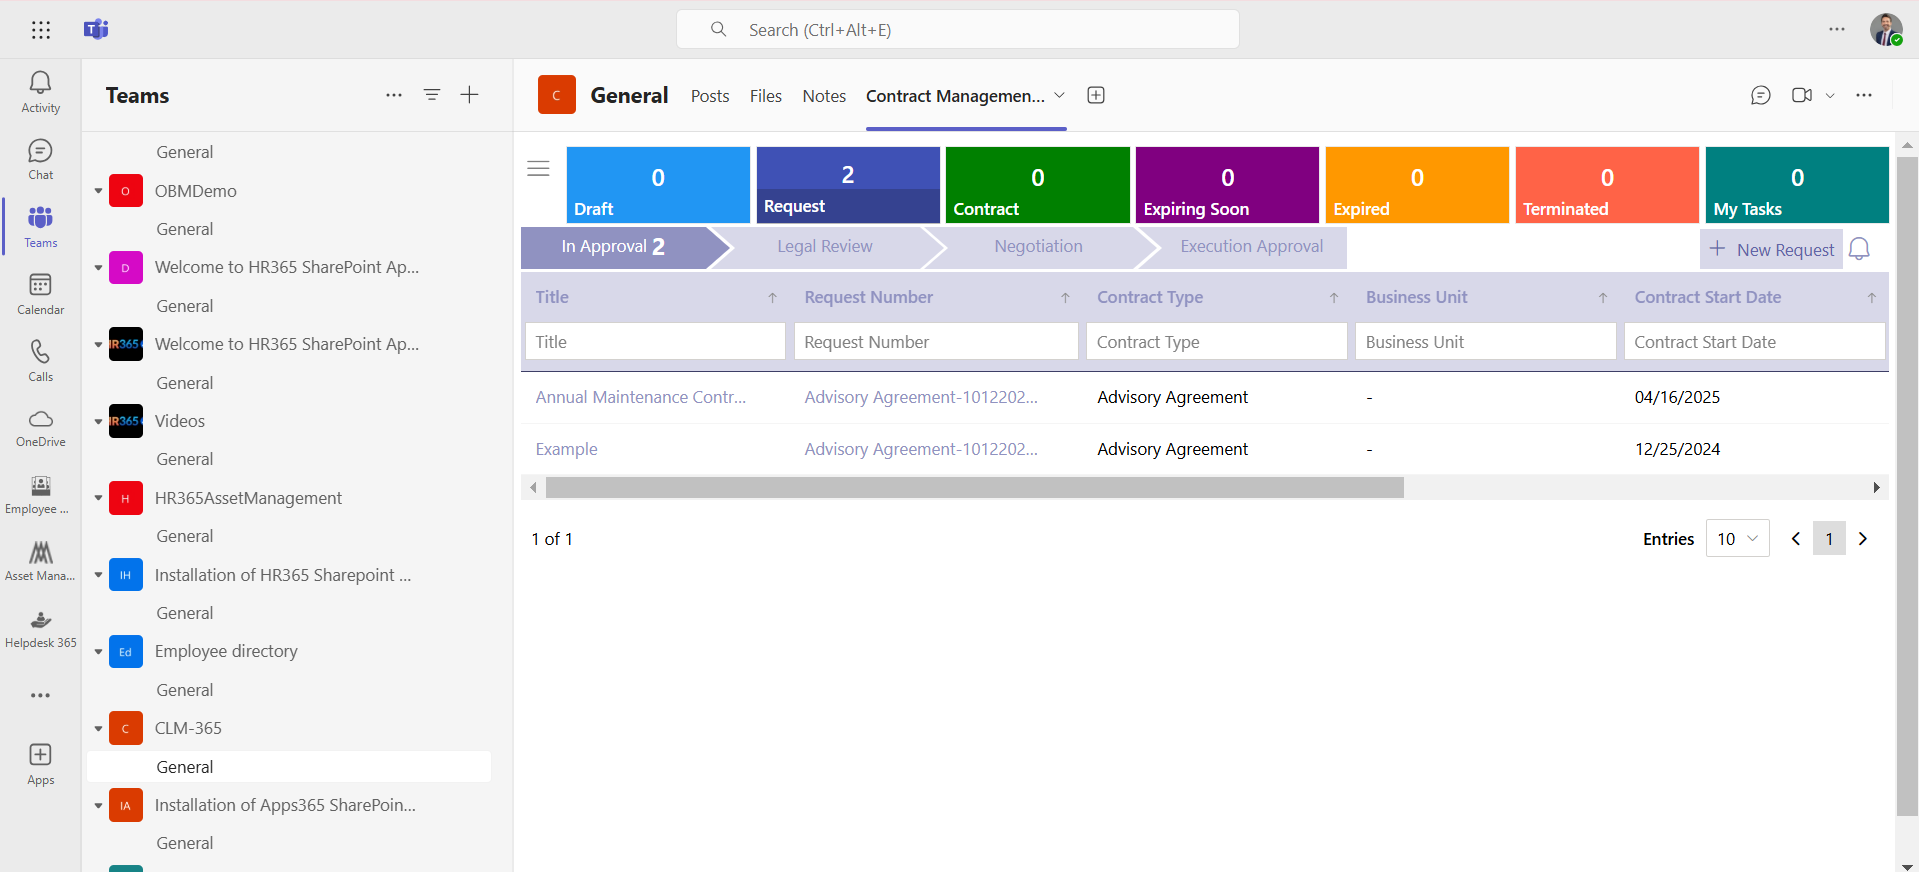 Search (Ctrl+Alt+E)
Activity
Chat
Teams
Calendar
Calls
OneDrive
Employee ...
Asset Mana...
Helpdesk 365
Apps
Teams
General
O
OBMDemo
General
D
Welcome to HR365 SharePoint Ap...
General
HR365
Welcome to HR365 SharePoint Ap...
General
HR365
Videos
General
H
HR365AssetManagement
General
IH
Installation of HR365 Sharepoint ...
General
Ed
Employee directory
General
C
CLM-365
General
IA
Installation of Apps365 SharePoin...
General
C
General
Posts
Files
Notes
Contract Managemen...
0
Draft
2
Request
0
Contract
0
Expiring Soon
0
Expired
0
Terminated
0
My Tasks
In Approval 2
Legal Review
Negotiation
Execution Approval
New Request
Title
Request Number
Contract Type
Business Unit
Contract Start Date
Title
Request Number
Contract Type
Business Unit
Contract Start Date
Annual Maintenance Contr...
Advisory Agreement-1012202...
Advisory Agreement
-
04/16/2025
Example
Advisory Agreement-1012202...
Advisory Agreement
-
12/25/2024
1 of 1
Entries
10
1